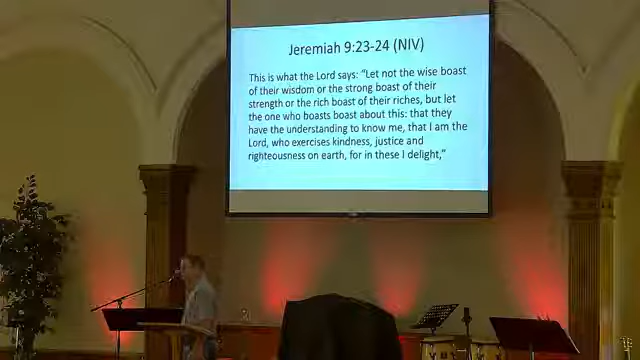 Jeremiah 9:23-24 (NIV)
This is what the Lord says: “Let not the wise boast
of their wisdom or the strong boast of their
strength or the rich boast of their riches, but let
the one who boasts boast about this: that they
have the understanding to know me, that I am the
Lord, who exercises kindness, justice and
righteousness on earth, for in these I delight,”